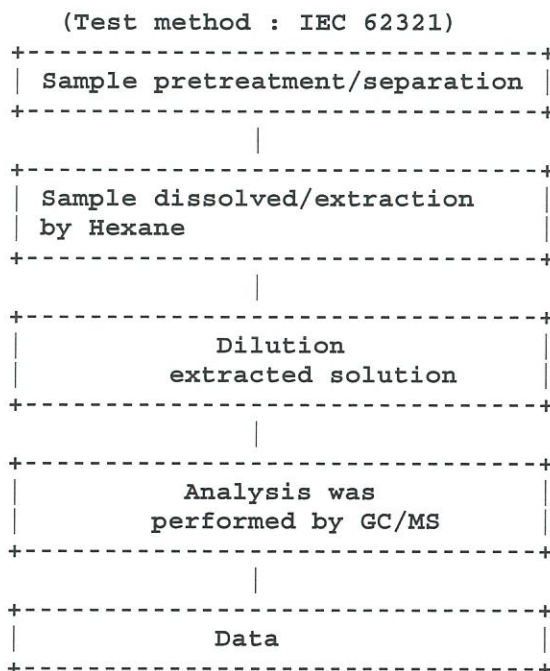 (Test method : IEC 62321)
Sample pretreatment/separation
Sample dissolved/extraction
by Hexane
Dilution
extracted solution
Analysis was
performed by GC/MS
Data